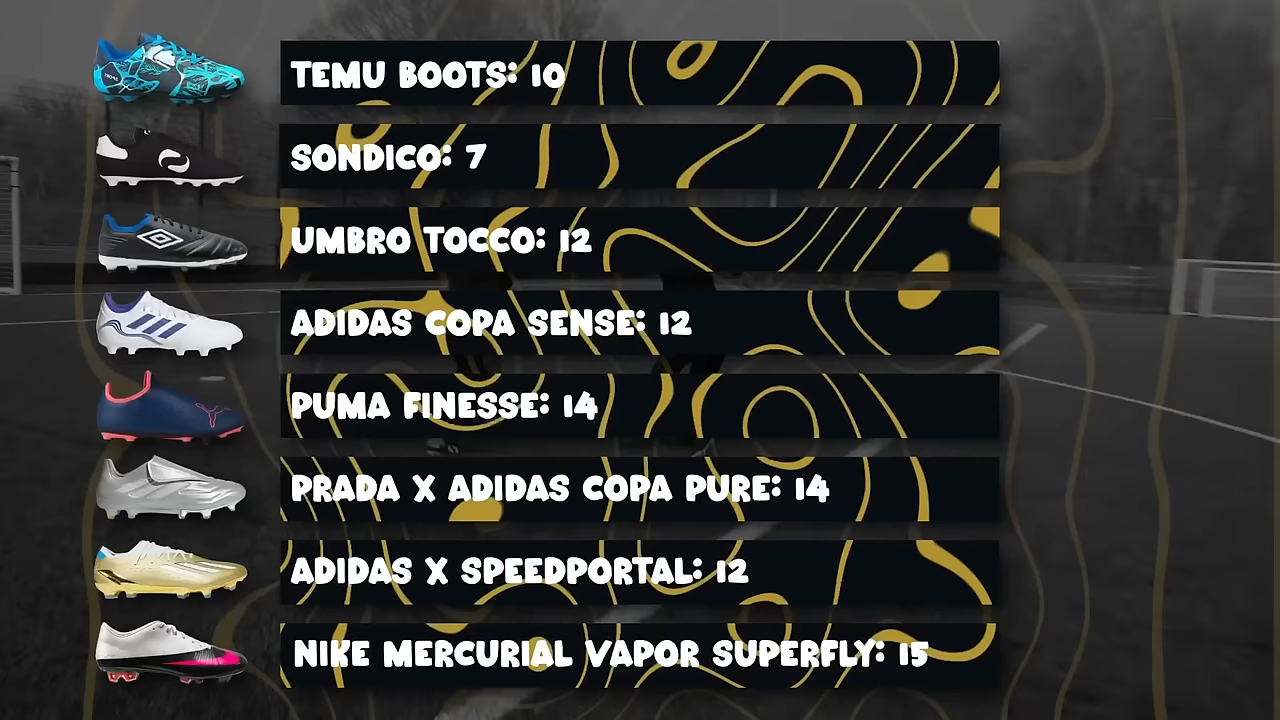 TEMU BOOTS: 10
SONDICO: 7
UMBRO TOCCO: 12
ADIDAS COPA SENSE: 12
PUMA FINESSE: 14
PRADA X ADIDAS COPA PURE: 14
ADIDAS X SPEEDPORTAL: 12
NIKE MERCURIAL VAPOR SUPERFLY: 15